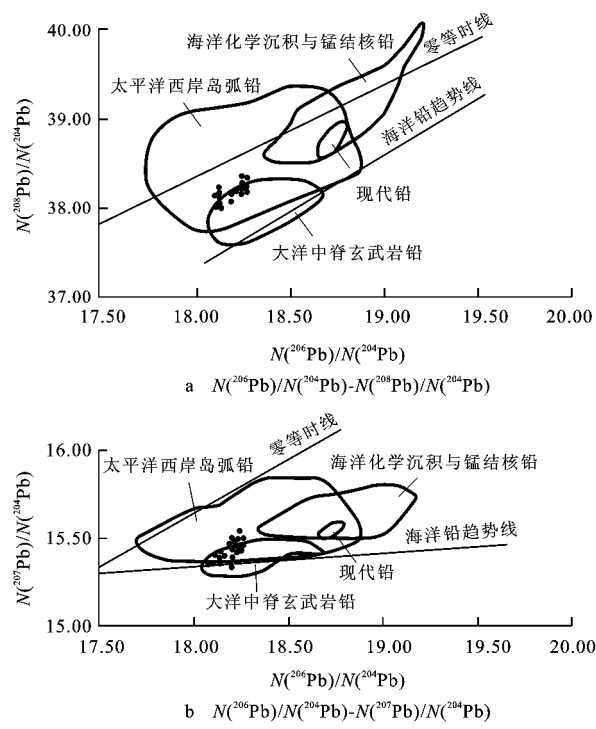 40.00
零等时线
海洋化学沉积与锰结核铅
太平洋西岸岛弧铅
海洋铅趋势线
39.00
N(²⁰⁸Pb)/N(²⁰⁴Pb)
现代铅
38.00
大洋中脊玄武岩铅
37.00
17.50 18.00 18.50 19.00 19.50 20.00
N(²⁰⁶Pb)/N(²⁰⁴Pb)
a N(²⁰⁶Pb)/N(²⁰⁴Pb)-N(²⁰⁸Pb)/N(²⁰⁴Pb)
16.00
零等时线
太平洋西岸岛弧铅
海洋化学沉积与锰结核铅
15.50
海洋铅趋势线
N(²⁰⁷Pb)/N(²⁰⁴Pb)
现代铅
大洋中脊玄武岩铅
15.00
17.50 18.00 18.50 19.00 19.50 20.00
N(²⁰⁶Pb)/N(²⁰⁴Pb)
b N(²⁰⁶Pb)/N(²⁰⁴Pb)-N(²⁰⁷Pb)/N(²⁰⁴Pb)